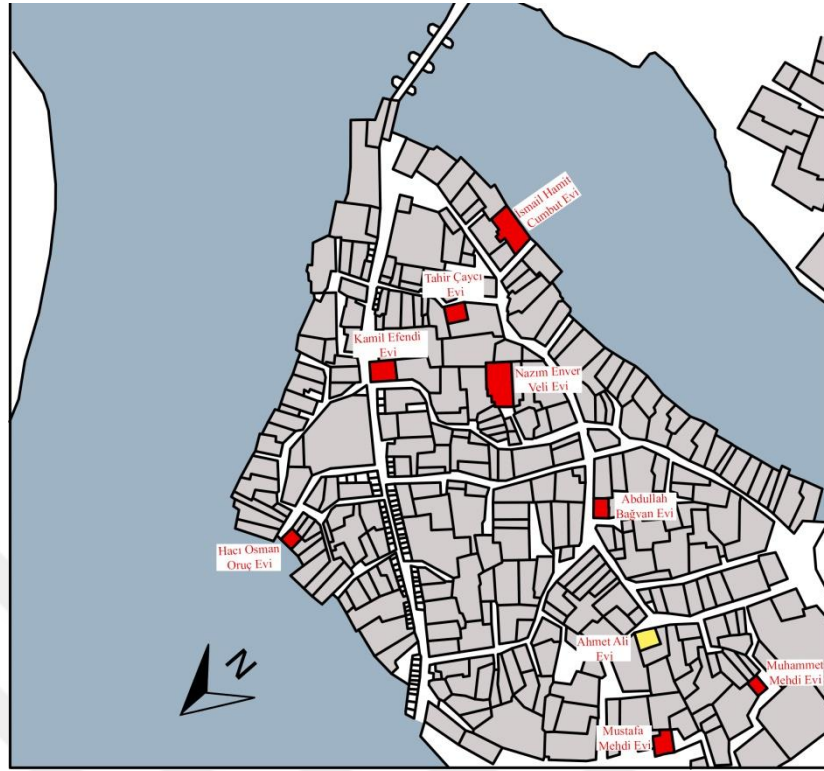 İsmail Hamit
Cumbut Evi
Tahir Çaycı
Evi
Kamil Efendi
Evi
Nazım Enver
Veli Evi
Abdullah
Bağvan Evi
Hacı Osman
Oruç Evi
Ahmet Ali
Evi
Muhammet
Mehdi Evi
Mustafa
Mehdi Evi
N